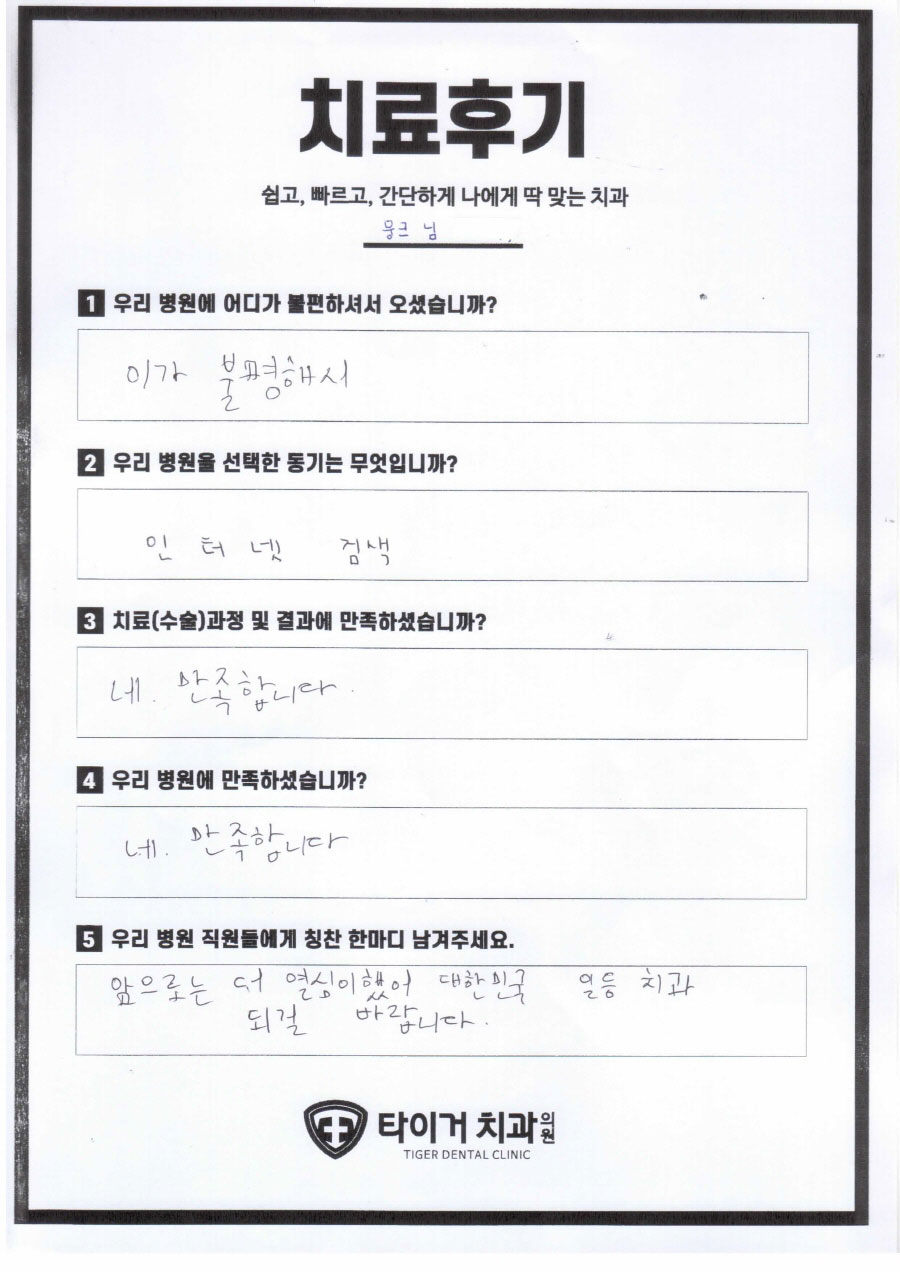 치료후기
쉽고, 빠르고, 간단하게 나에게 딱 맞는 치과
뭉크 님
1 우리 병원에 어디가 불편하셔서 오셨습니까?
이가 불평해서
2 우리 병원을 선택한 동기는 무엇입니까?
인터넷 검색
3 치료(수술)과정 및 결과에 만족하셨습니까?
네. 만족합니다.
4 우리 병원에 만족하셨습니까?
네. 만족합니다
5 우리 병원 직원들에게 칭찬 한마디 남겨주세요.
앞으로는 더 열심이했어 대한민국 일등 치과
되걸 바랍니다.
타이거 치과의원
TIGER DENTAL CLINIC